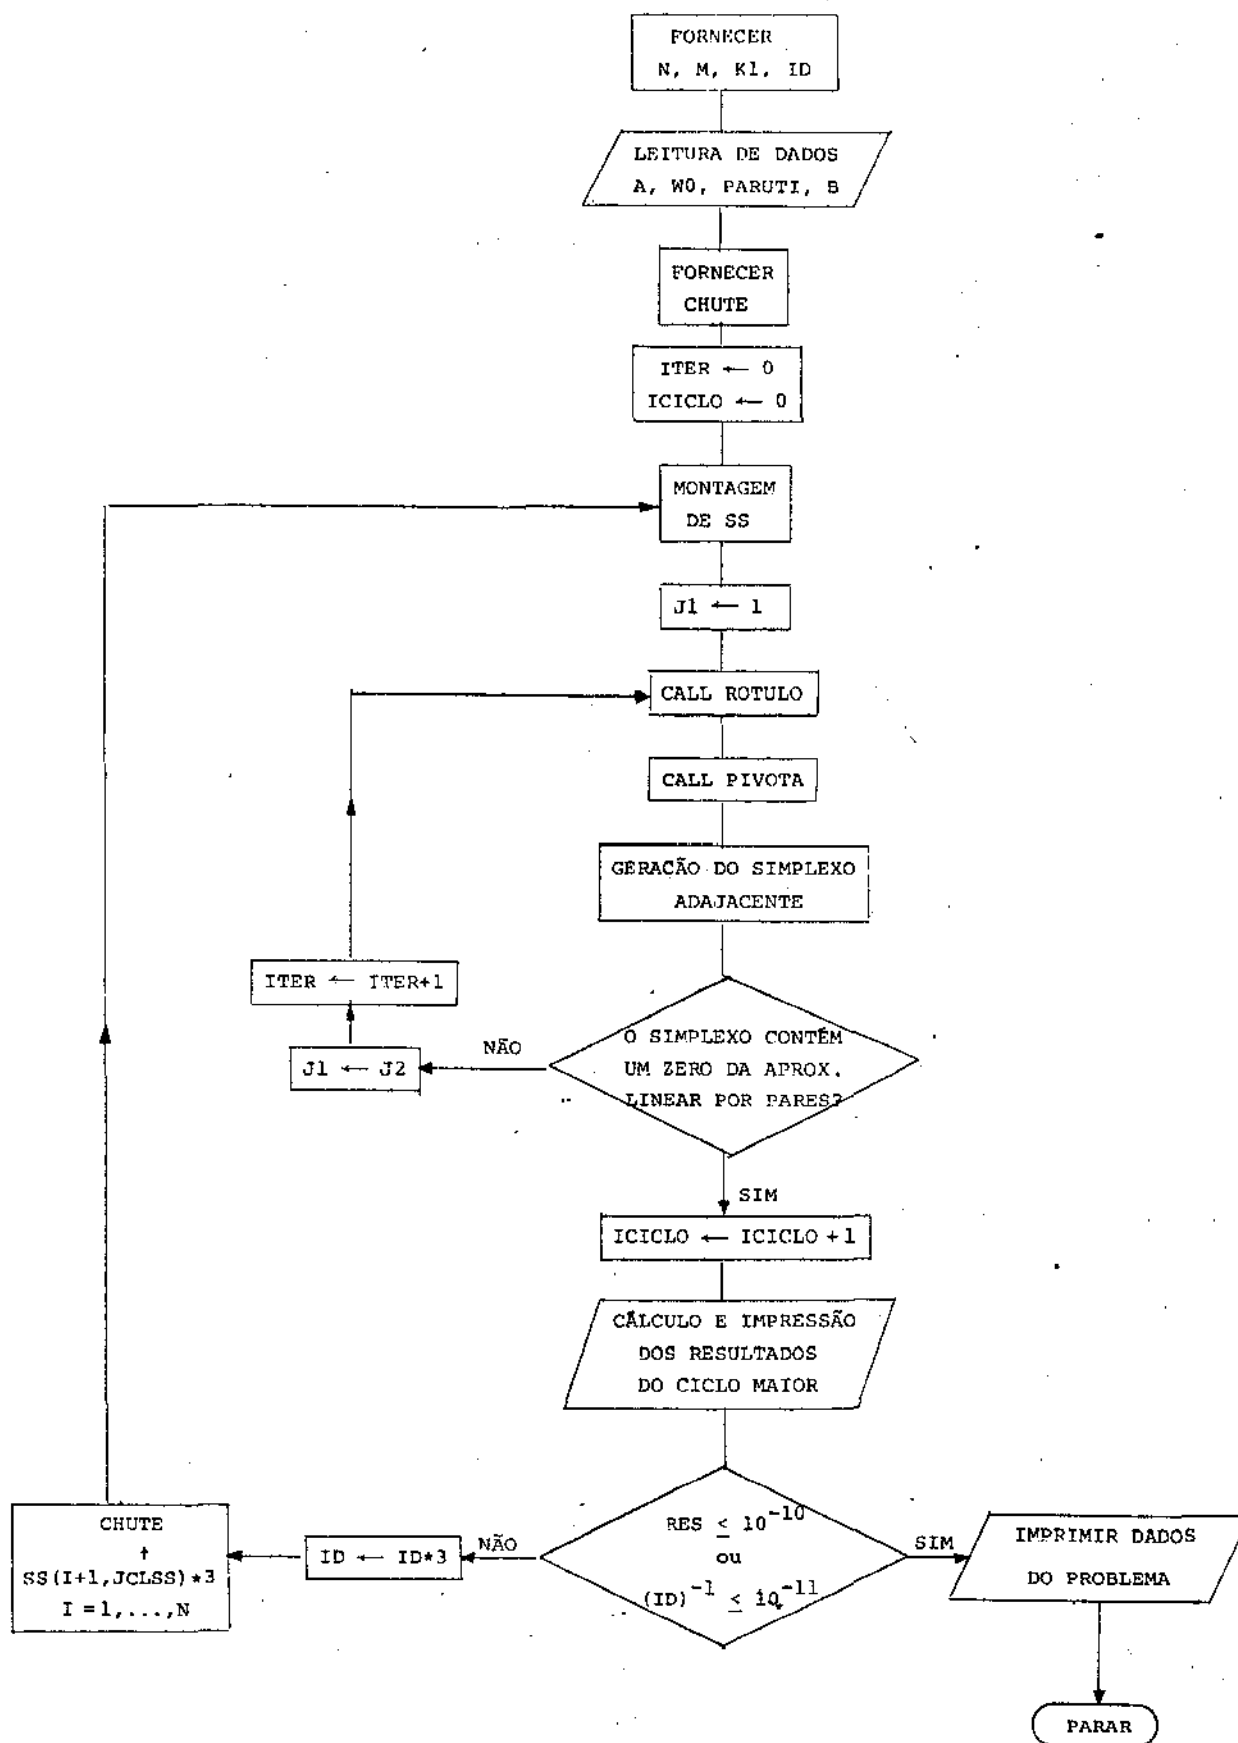 FORNECER
N, M, K1, ID
LEITURA DE DADOS
A, W0, PARUTI, B
FORNECER
CHUTE
ITER ← 0
ICICLO ← 0
MONTAGEM
DE SS
J1 ← 1
CALL ROTULO
CALL PIVOTA
GERACÃO DO SIMPLEXO
ADAJACENTE
ITER ← ITER+1
O SIMPLEXO CONTÉM
UM ZERO DA APROX.
LINEAR POR PARES?
NÃO
J1 ← J2
SIM
ICICLO ← ICICLO + 1
CÁLCULO E IMPRESSÃO
DOS RESULTADOS
DO CICLO MAIOR
RES ≤ 10^-10
ou
(ID)^-1 ≤ 10^-11
NÃO
SIM
ID ← ID*3
CHUTE
↑
SS(I+1,JCLSS)*3
I = 1,...,N
IMPRIMIR DADOS
DO PROBLEMA
PARAR